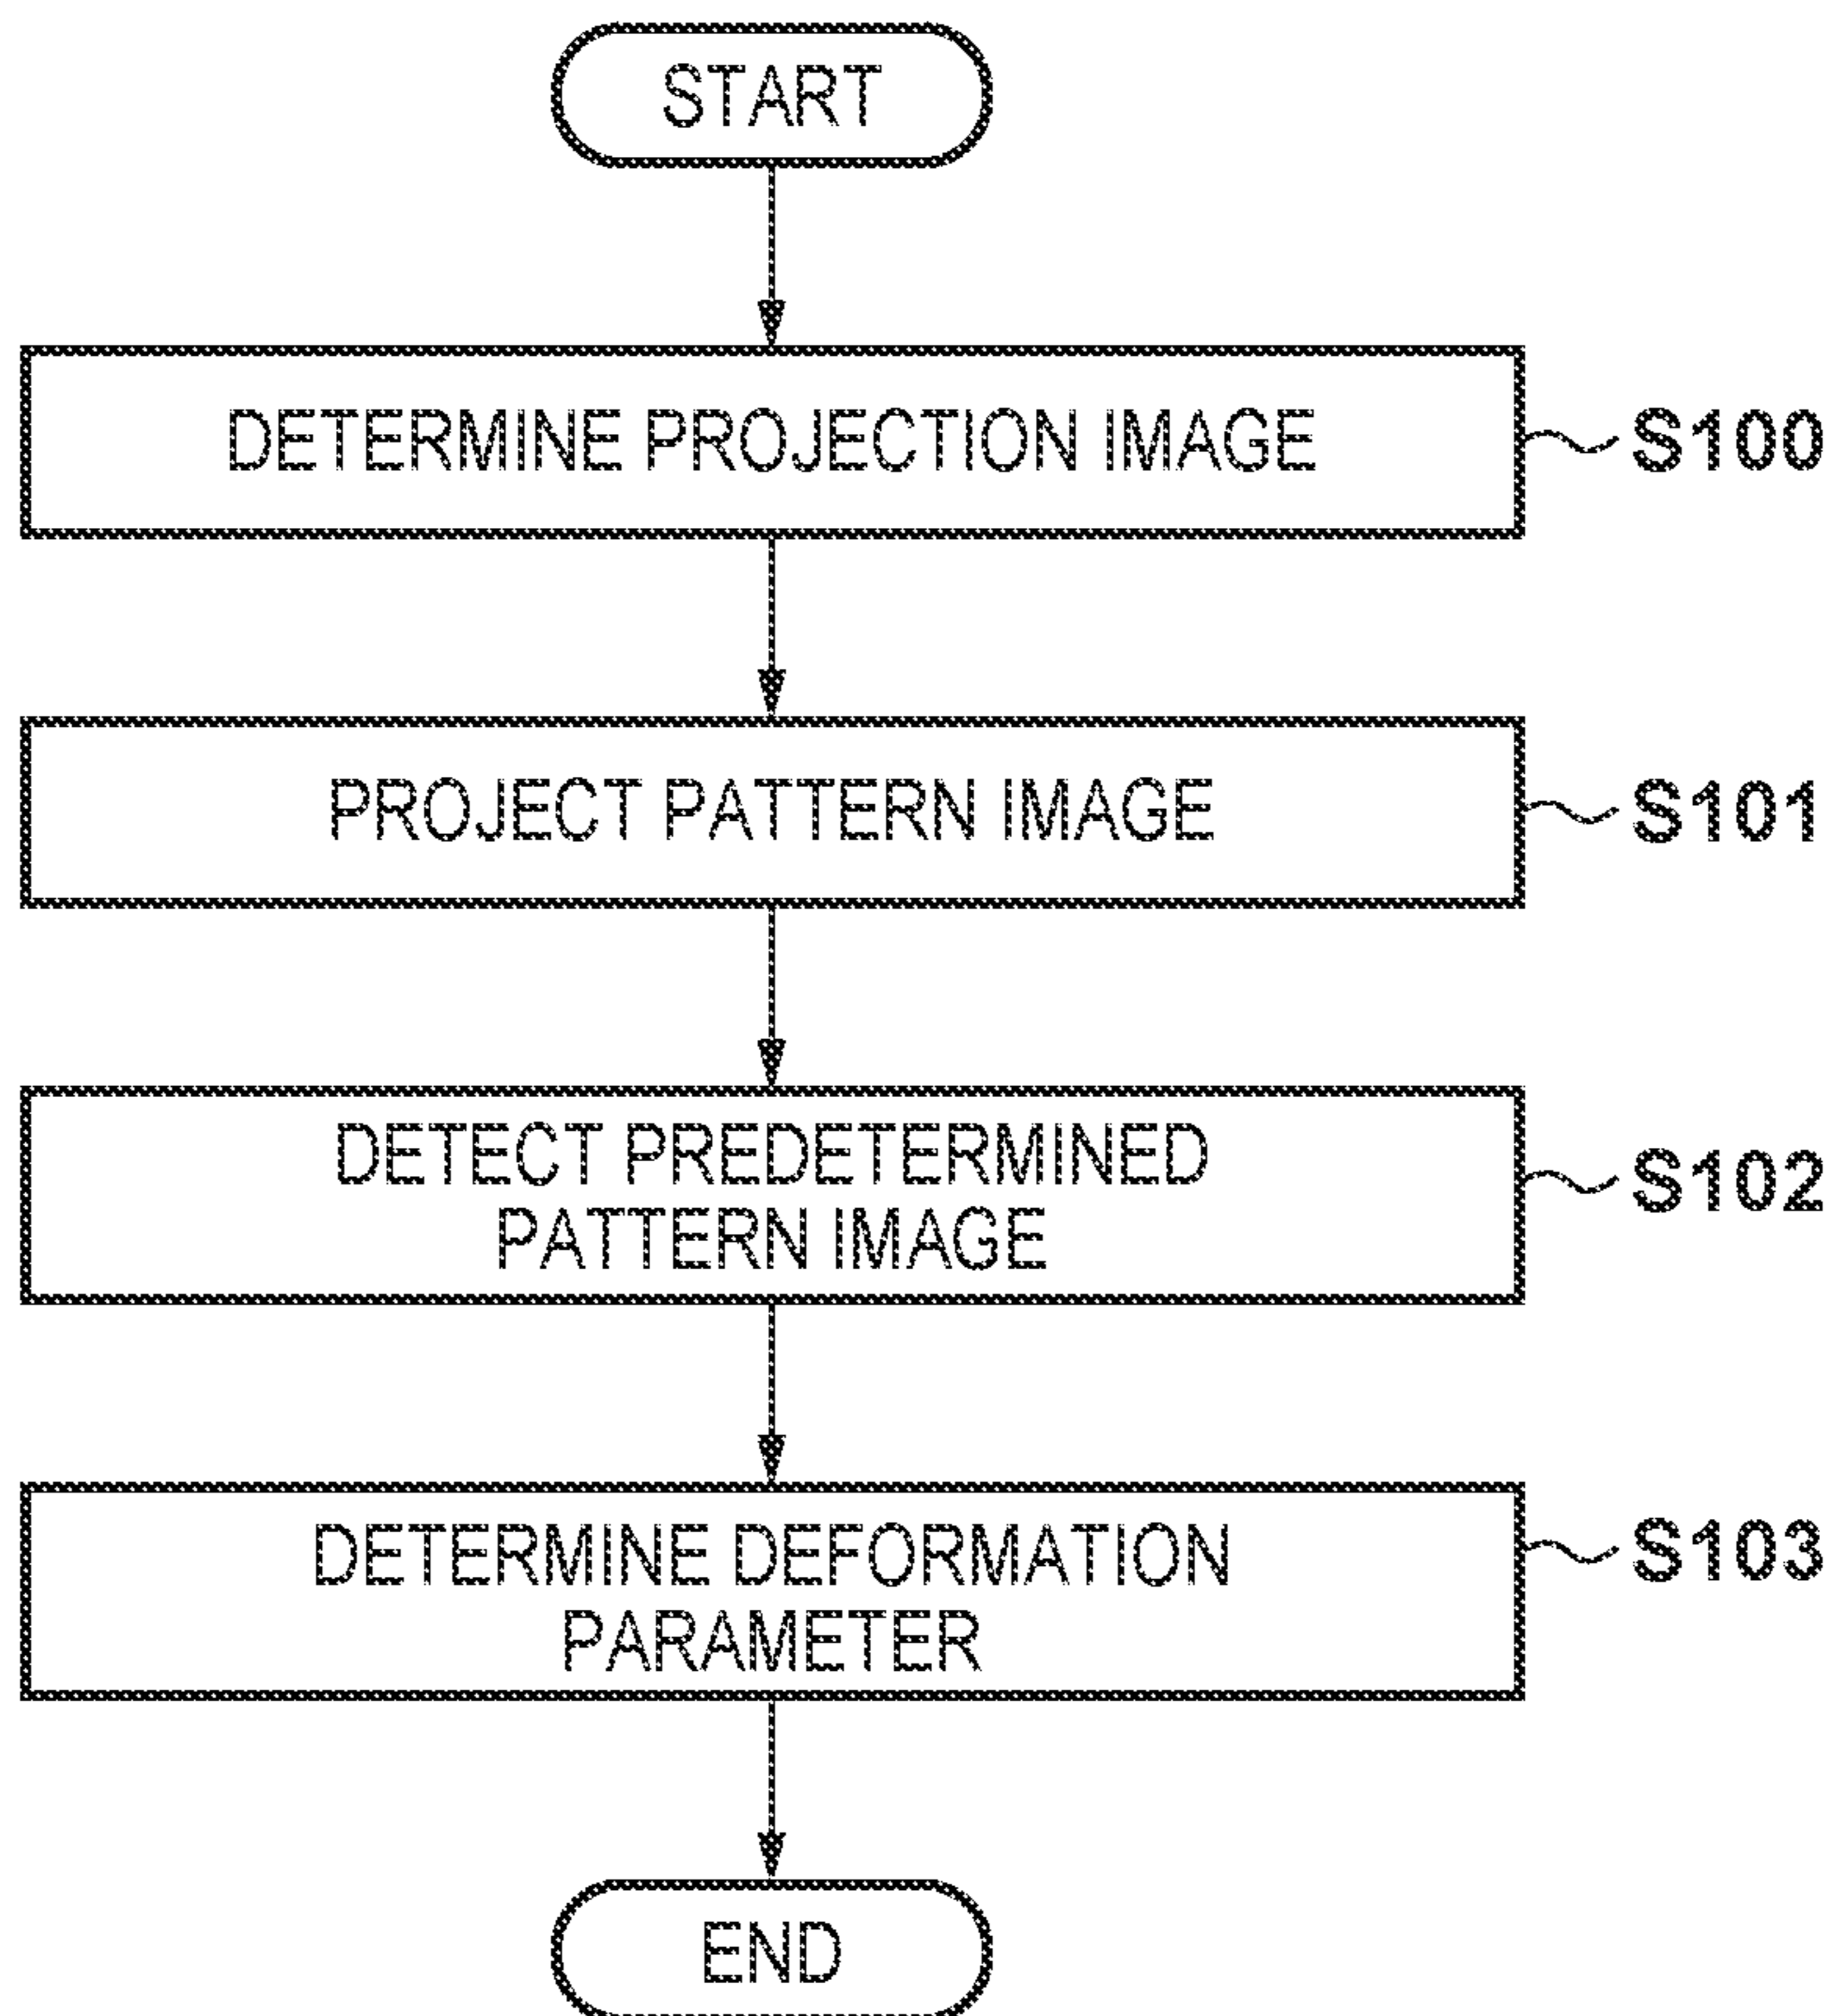 START
DETERMINE PROJECTION IMAGE
S100
PROJECT PATTERN IMAGE
S101
DETECT PREDETERMINED
PATTERN IMAGE
S102
DETERMINE DEFORMATION
PARAMETER
S103
END